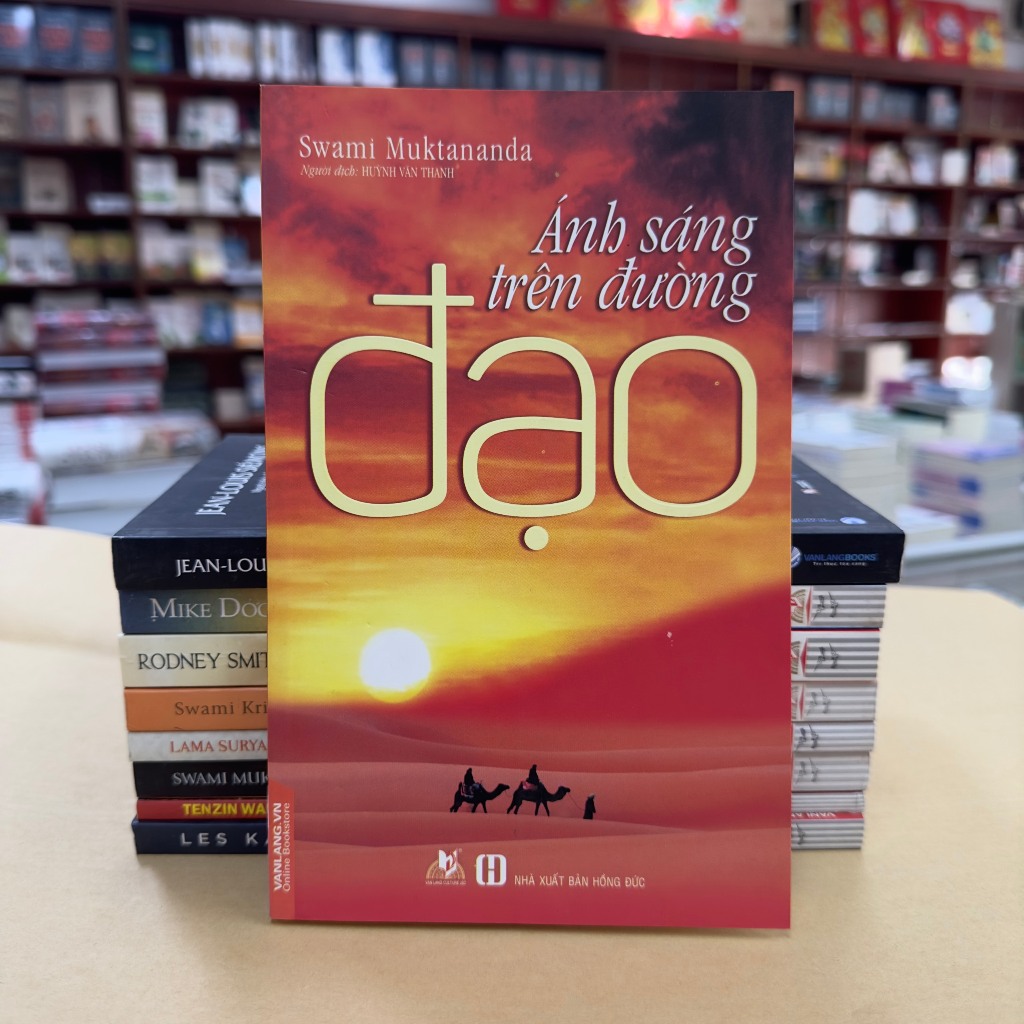 Swami Muktananda
Người dịch: HUỲNH VĂN THANH
Ánh sáng
trên đường
đạo
JEAN-LOU
MIKE
RODNEY SMIT
Swami Kri
LAMA SURYA
SWAMI MUK
TENZIN WA
LES KA
VANLANGBOOKS
VANLANG.VN
Online Bookstore
NHÀ XUẤT BẢN HỒNG ĐỨC